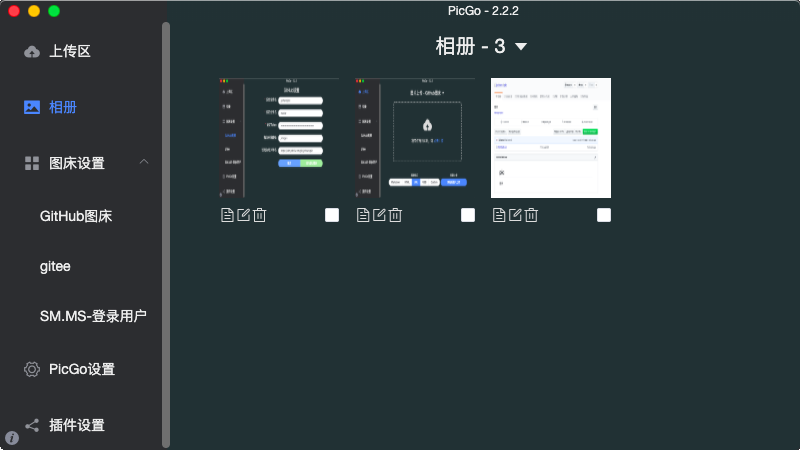 PicGo - 2.2.2
上传区
相册
图床设置
GitHub图床
gitee
SM.MS-登录用户
PicGo设置
插件设置
相册 - 3